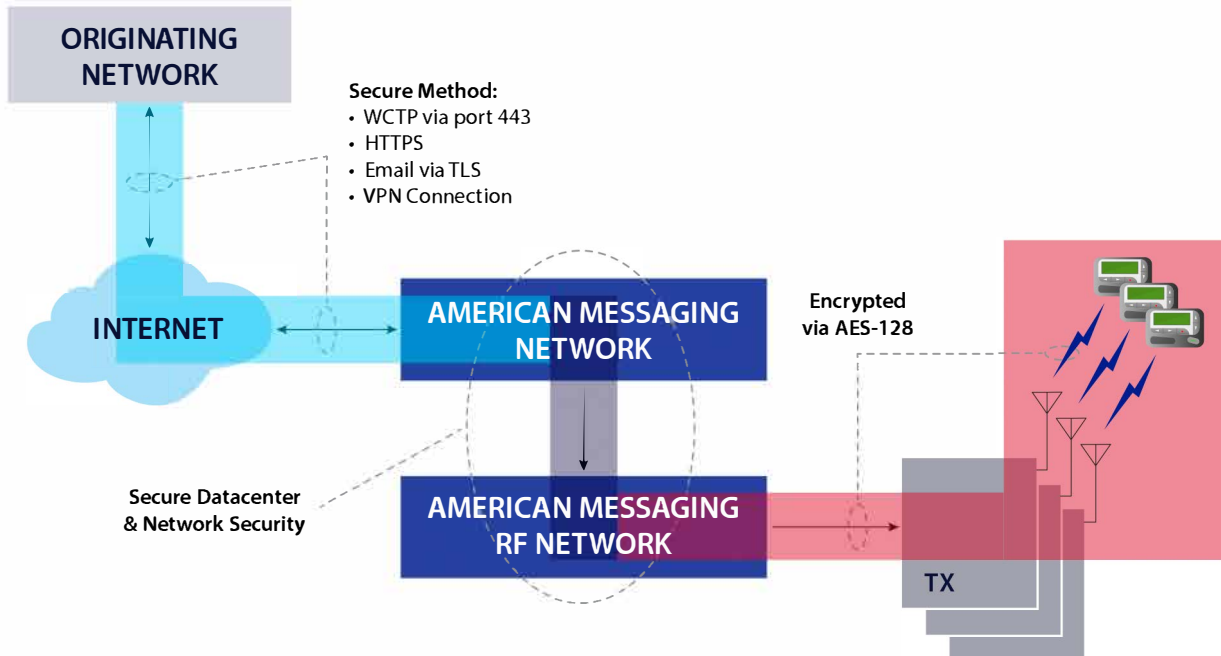 ORIGINATING
NETWORK
Secure Method:
• WCTP via port 443
• HTTPS
• Email via TLS
• VPN Connection
INTERNET
AMERICAN MESSAGING
NETWORK
Encrypted
via AES-128
Secure Datacenter
& Network Security
AMERICAN MESSAGING
RF NETWORK
TX